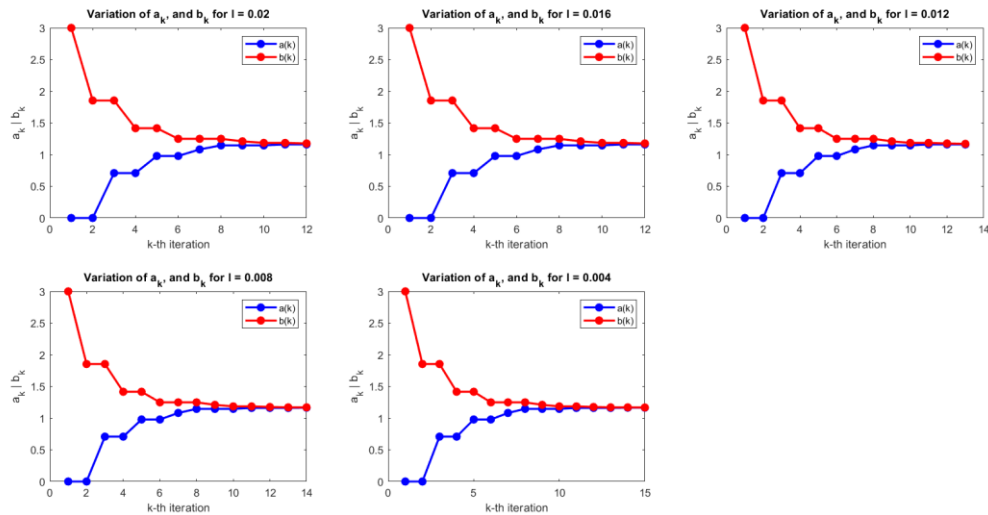 Variation of a_k, and b_k for l = 0.02
a_k | b_k
3
2.5
2
1.5
1
0.5
0
a(k)
b(k)
0 2 4 6 8 10 12
k-th iteration
Variation of a_k, and b_k for l = 0.016
a_k | b_k
3
2.5
2
1.5
1
0.5
0
a(k)
b(k)
0 2 4 6 8 10 12
k-th iteration
Variation of a_k, and b_k for l = 0.012
a_k | b_k
3
2.5
2
1.5
1
0.5
0
a(k)
b(k)
0 2 4 6 8 10 12 14
k-th iteration
Variation of a_k, and b_k for l = 0.008
a_k | b_k
3
2.5
2
1.5
1
0.5
0
a(k)
b(k)
0 2 4 6 8 10 12 14
k-th iteration
Variation of a_k, and b_k for l = 0.004
a_k | b_k
3
2.5
2
1.5
1
0.5
0
a(k)
b(k)
0 5 10 15
k-th iteration